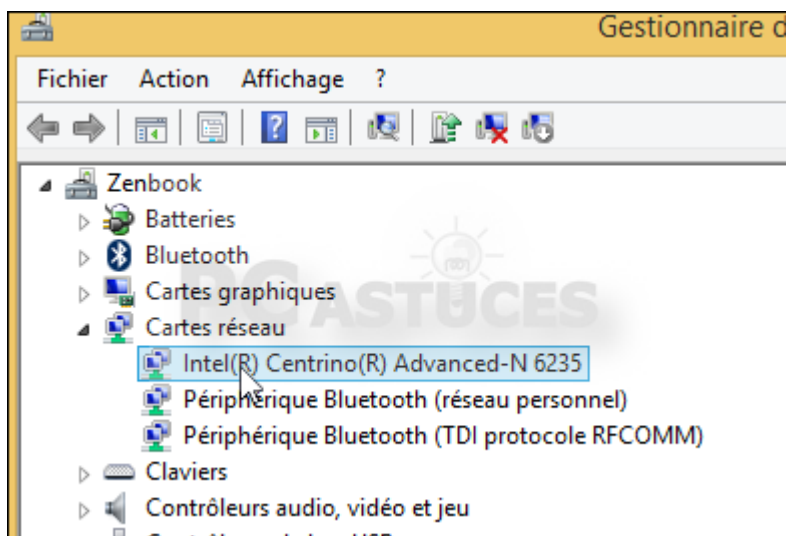 Gestionnaire d
Fichier Action Affichage ?
Zenbook
Batteries
Bluetooth
Cartes graphiques
PC ASTUCES
Cartes réseau
Intel(R) Centrino(R) Advanced-N 6235
Périphérique Bluetooth (réseau personnel)
Périphérique Bluetooth (TDI protocole RFCOMM)
Claviers
Contrôleurs audio, vidéo et jeu